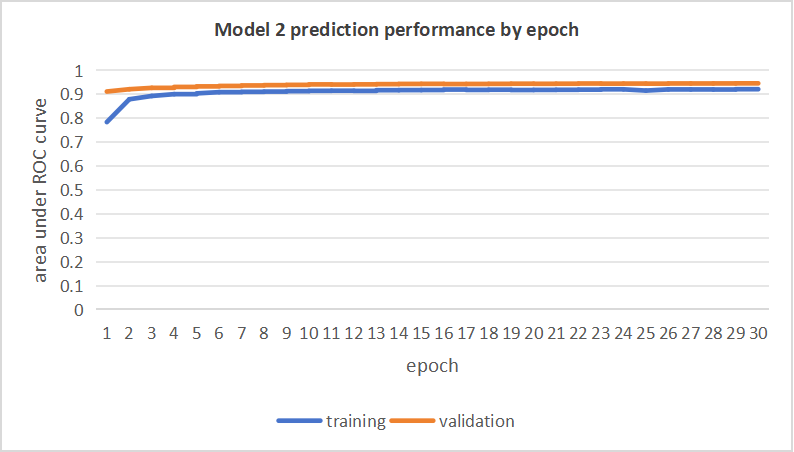 Model 2 prediction performance by epoch
area under ROC curve
1
0.9
0.8
0.7
0.6
0.5
0.4
0.3
0.2
0.1
0
1 2 3 4 5 6 7 8 9 10 11 12 13 14 15 16 17 18 19 20 21 22 23 24 25 26 27 28 29 30
epoch
training validation